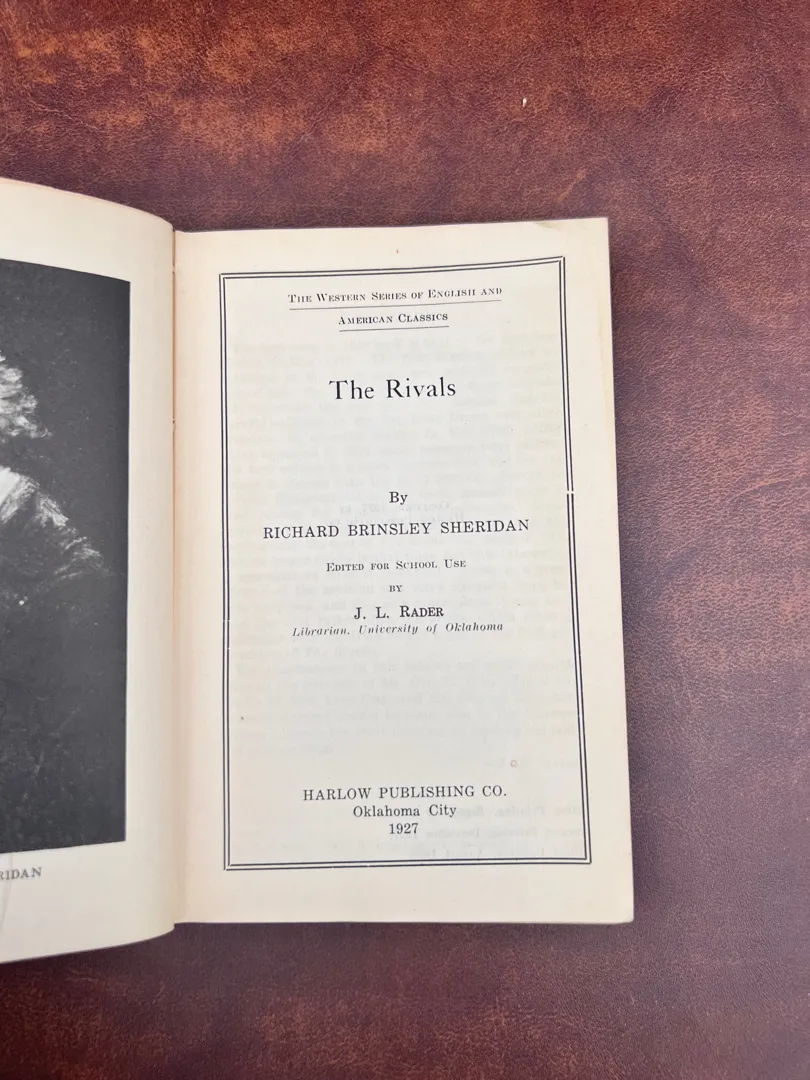 RIDAN
THE WESTERN SERIES OF ENGLISH AND
AMERICAN CLASSICS
The Rivals
By
RICHARD BRINSLEY SHERIDAN
EDITED FOR SCHOOL USE
BY
J. L. RADER
Librarian, University of Oklahoma
HARLOW PUBLISHING CO.
Oklahoma City
1927